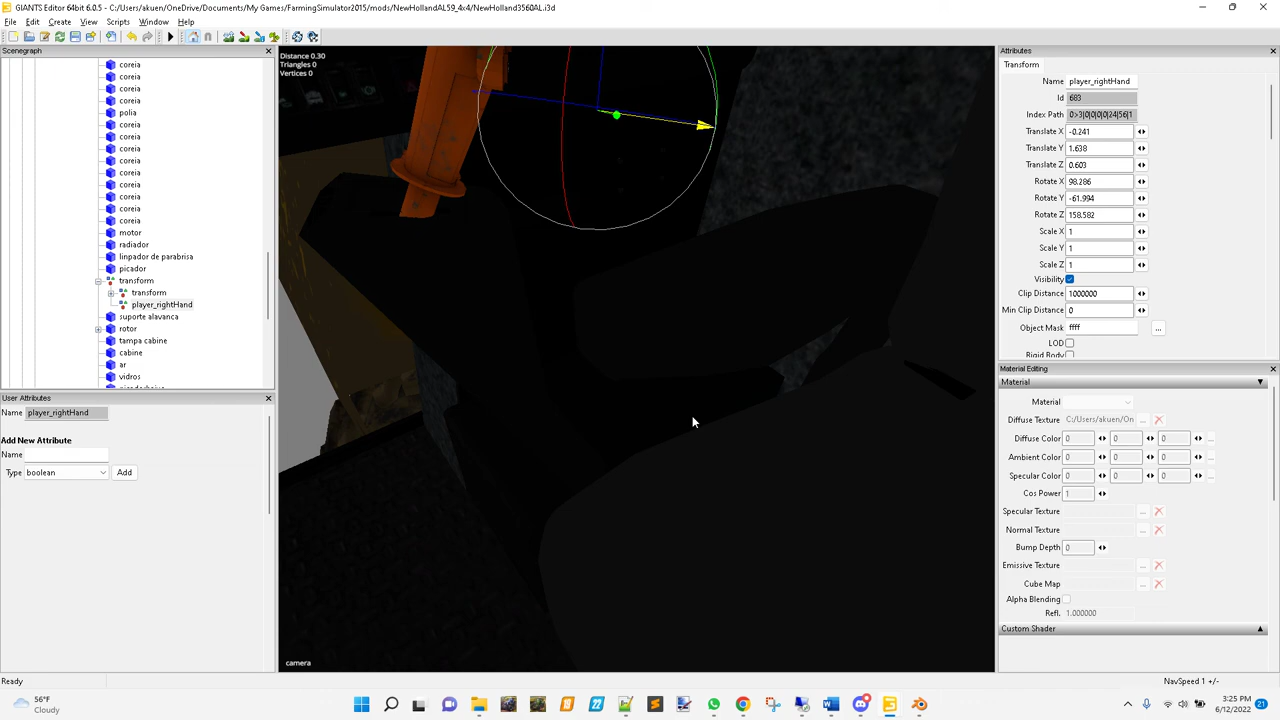 GIANTS Editor 64bit 6.0.5 - C:/Users/akuen/OneDrive/Documents/My Games/FarmingSimulator2015/mods/NewHollandAL59_4x4/NewHolland3560AL.i3d
File Edit Create View Scripts Window Help
Scenegraph
coreia
coreia
coreia
coreia
polia
coreia
coreia
coreia
coreia
coreia
coreia
coreia
coreia
coreia
motor
radiador
linpador de parabrisa
picador
transform
transform
player_rightHand
suporte alavanca
rotor
tampa cabine
cabine
ar
vidros
User Attributes
Name player_rightHand
Add New Attribute
Name
Type boolean Add
Distance 0.30
Triangles 0
Vertices 0
camera
Attributes
Transform
Name player_rightHand
Id 683
Index Path 0>3|0|0|0|0|24|56|1
Translate X -0.241
Translate Y 1.638
Translate Z 0.603
Rotate X 98.286
Rotate Y -61.994
Rotate Z 158.582
Scale X 1
Scale Y 1
Scale Z 1
Visibility
Clip Distance 1000000
Min Clip Distance 0
Object Mask ffff ...
LOD
Rigid Body
Material Editing
Material
Material
Diffuse Texture C:/Users/akuen/On ...
Diffuse Color 0 0 0 ...
Ambient Color 0 0 0 ...
Specular Color 0 0 0 ...
Cos Power 1
Specular Texture ...
Normal Texture ...
Bump Depth 0
Emissive Texture ...
Cube Map ...
Alpha Blending
Refl. 1.000000
Custom Shader
Ready
NavSpeed 1 +/-
56°F
Cloudy
3:25 PM
6/12/2022
21